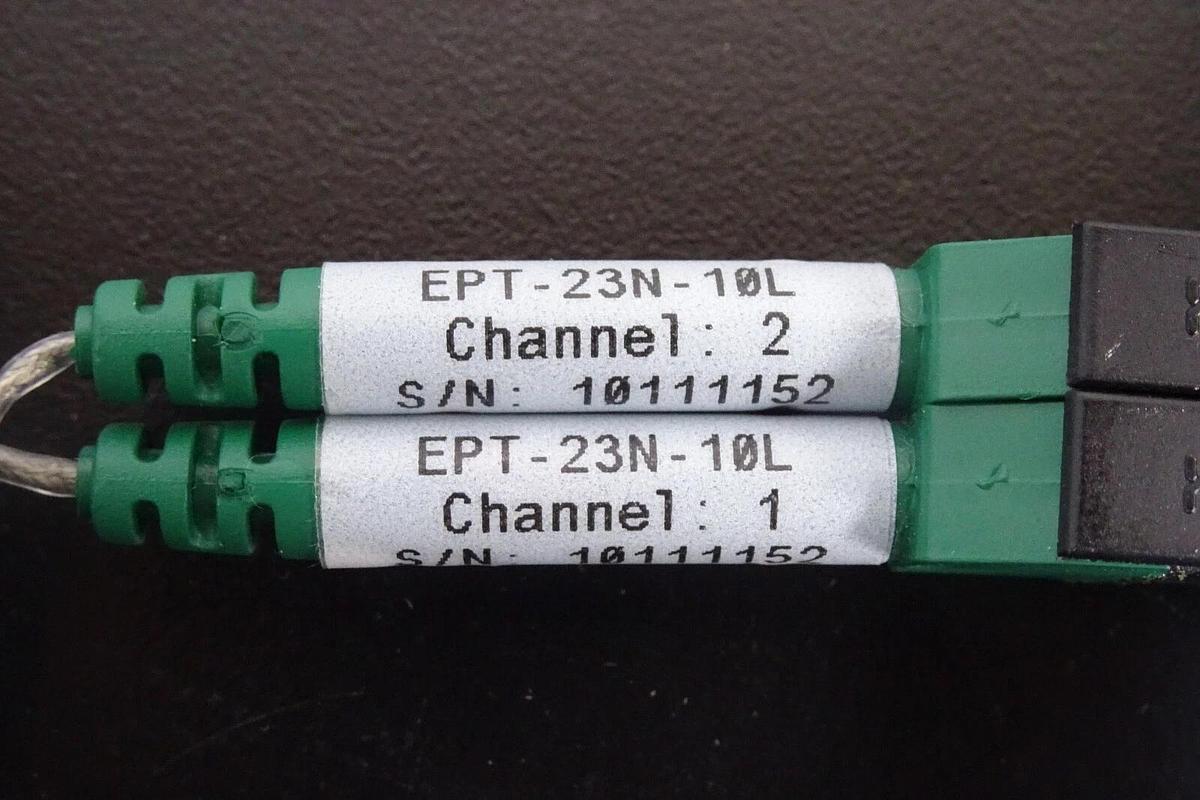 EPT-23N-10L
Channel: 2
S/N: 10111152
EPT-23N-10L
Channel: 1
S/N: 10111152